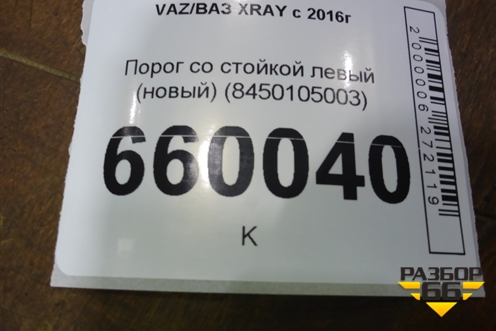 VAZ/ВАЗ XRAY с 2016г
Порог со стойкой левый
(новый) (8450105003)
660040
К
2000006272119
РАЗБОР
66